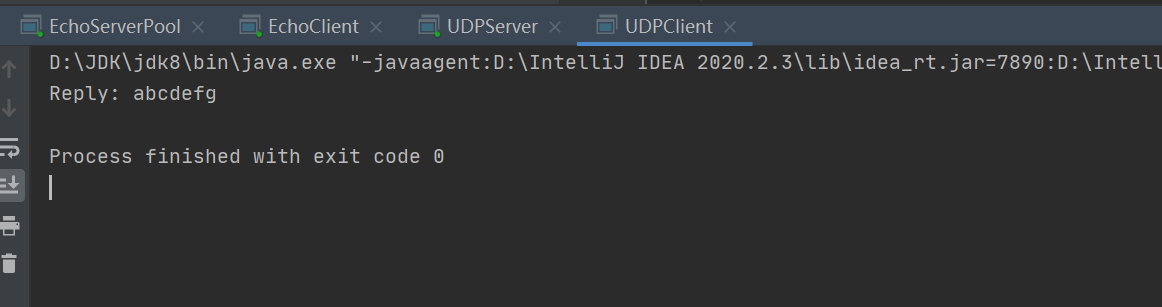 EchoServerPool EchoClient UDPServer UDPClient
D:\JDK\jdk8\bin\java.exe "-javaagent:D:\IntelliJ IDEA 2020.2.3\lib\idea_rt.jar=7890:D:\Intell
Reply: abcdefg
Process finished with exit code 0